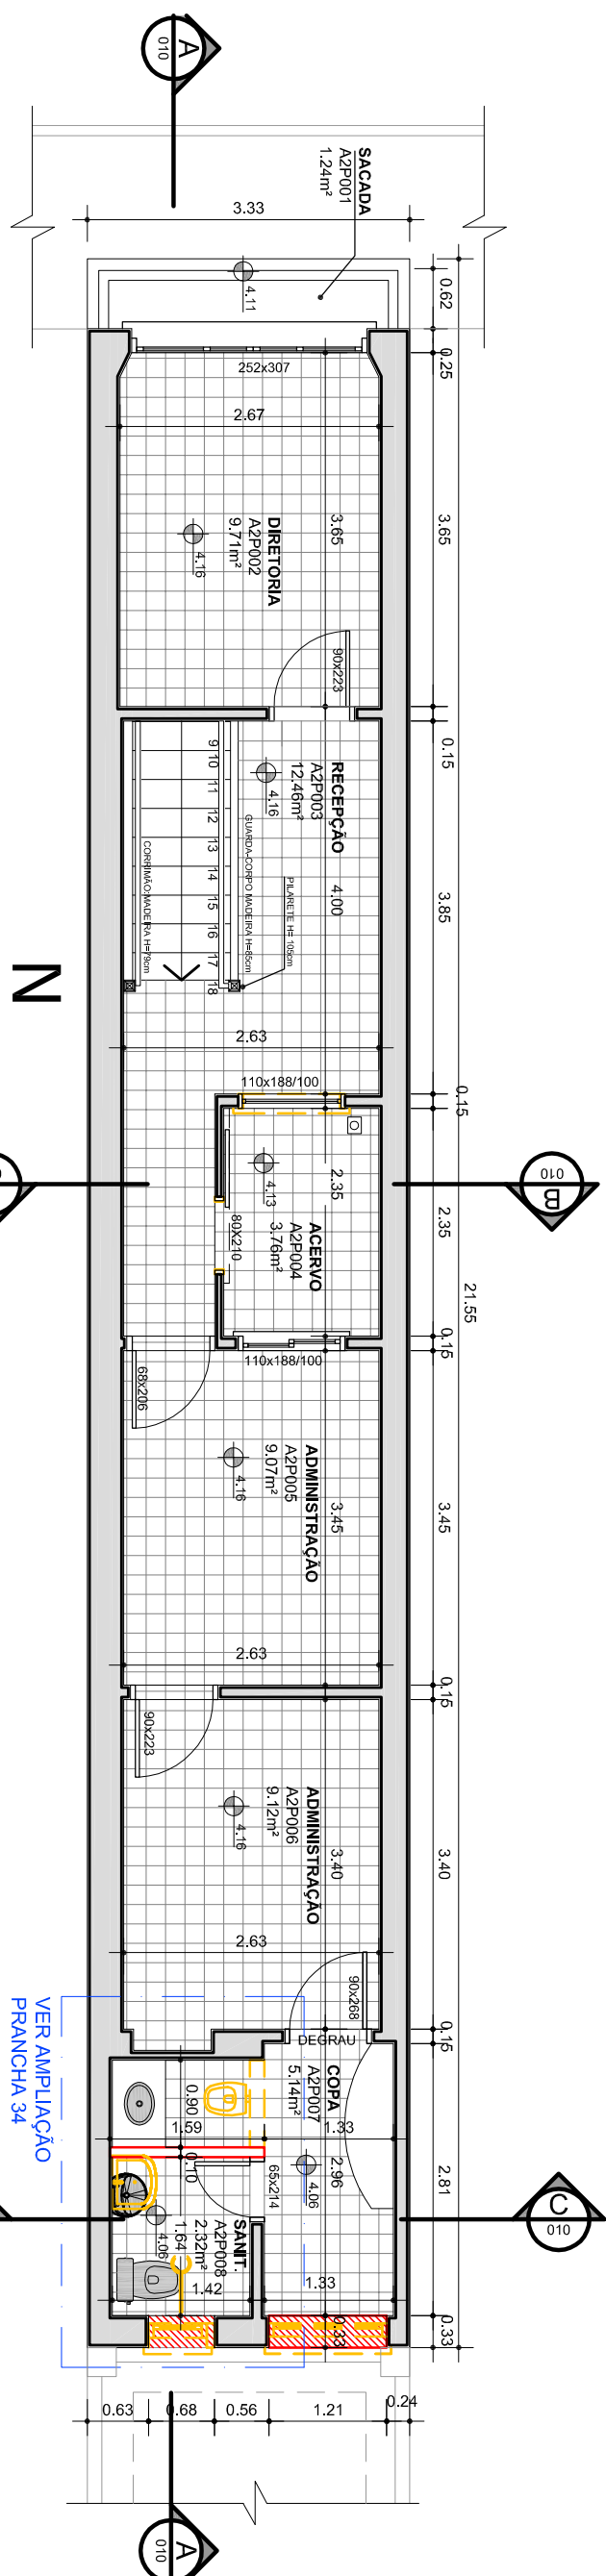 A
010
3.33
SACADA
A2P001
1.24m²
4.11
0.62
0.25
252x307
2.67
3.65
3.65
DIRETORIA
A2P002
9.71m²
4.16
90x223
0.15
RECEPÇÃO
A2P003
12.46m²
4.16
4.00
3.85
9 10 11 12 13 14 15 16 17 18
GUARDA-CORPO MADEIRA H=85cm
CORRIMÃO:MADEIRA H=79cm
PILARETE H= 105cm
N
2.63
110x188/100
0.15
B
010
4.13
2.35
2.35
ACERVO
A2P004
3.76m²
80X210
21.55
0.15
110x188/100
68x206
ADMINISTRAÇÃO
A2P005
9.07m²
4.16
3.45
3.45
2.63
0.15
90x223
ADMINISTRAÇÃO
A2P006
9.12m²
4.16
3.40
3.40
2.63
90x268
0.15
DEGRAU
VER AMPLIAÇÃO
PRANCHA 34
COPA
A2P007
5.14m²
0.90
1.59
1.33
2.96
2.81
0.10
65x214
4.06
C
010
SANIT.
A2P008
2.32m²
4.06
1.64
1.42
1.33
0.33
0.33
0.63
0.68
0.56
1.21
0.24
A
010